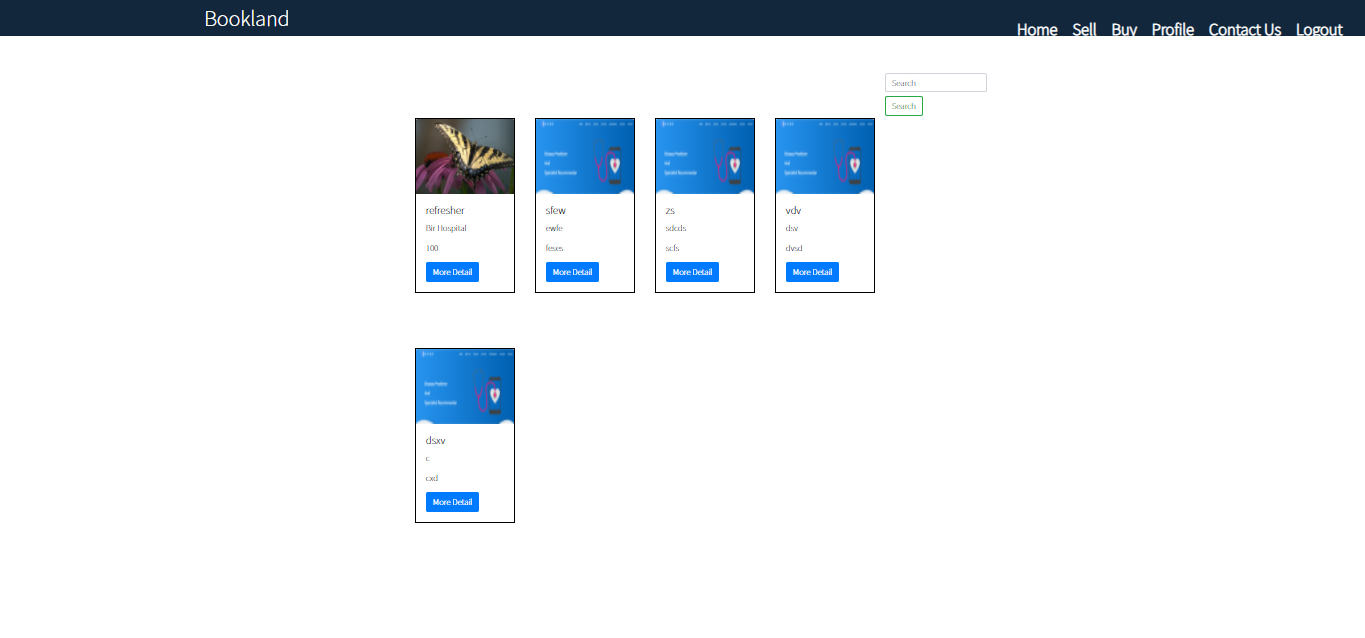 Bookland
Home Sell Buy Profile Contact Us Logout
Search
Search
refresher
Bir Hospital
100
More Detail
sfew
ewfe
feses
More Detail
zs
sdcds
scfs
More Detail
vdv
dsv
dvsd
More Detail
dsxv
c
cxd
More Detail